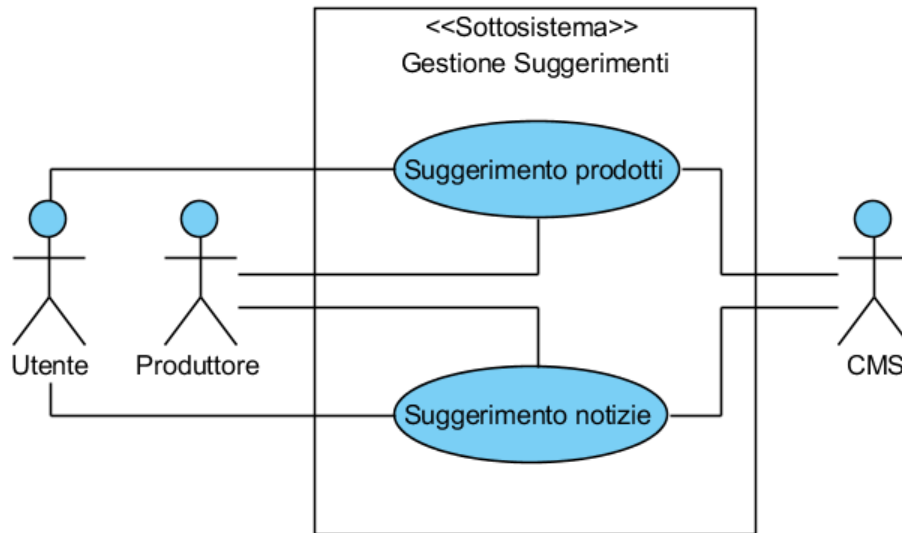 <<Sottosistema>>
Gestione Suggerimenti
Suggerimento prodotti
Utente
Produttore
CMS
Suggerimento notizie